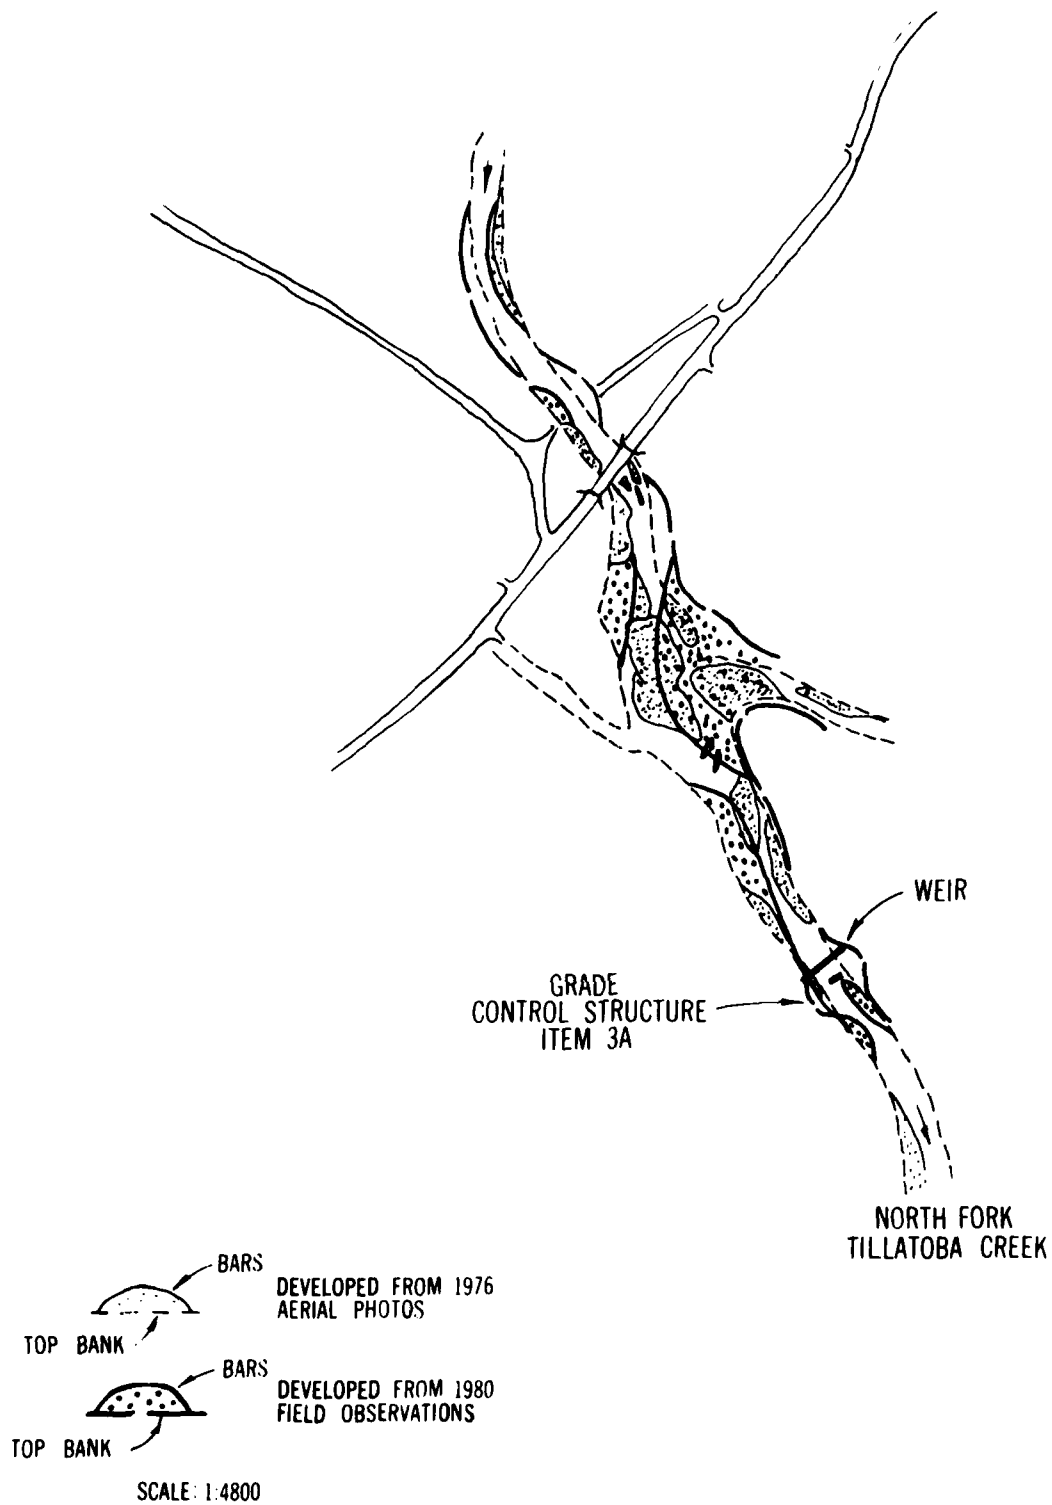 WEIR
GRADE
CONTROL STRUCTURE
ITEM 3A
NORTH FORK
TILLATOBA CREEK
BARS
DEVELOPED FROM 1976
AERIAL PHOTOS
TOP BANK
BARS
DEVELOPED FROM 1980
FIELD OBSERVATIONS
TOP BANK
SCALE: 1:4800